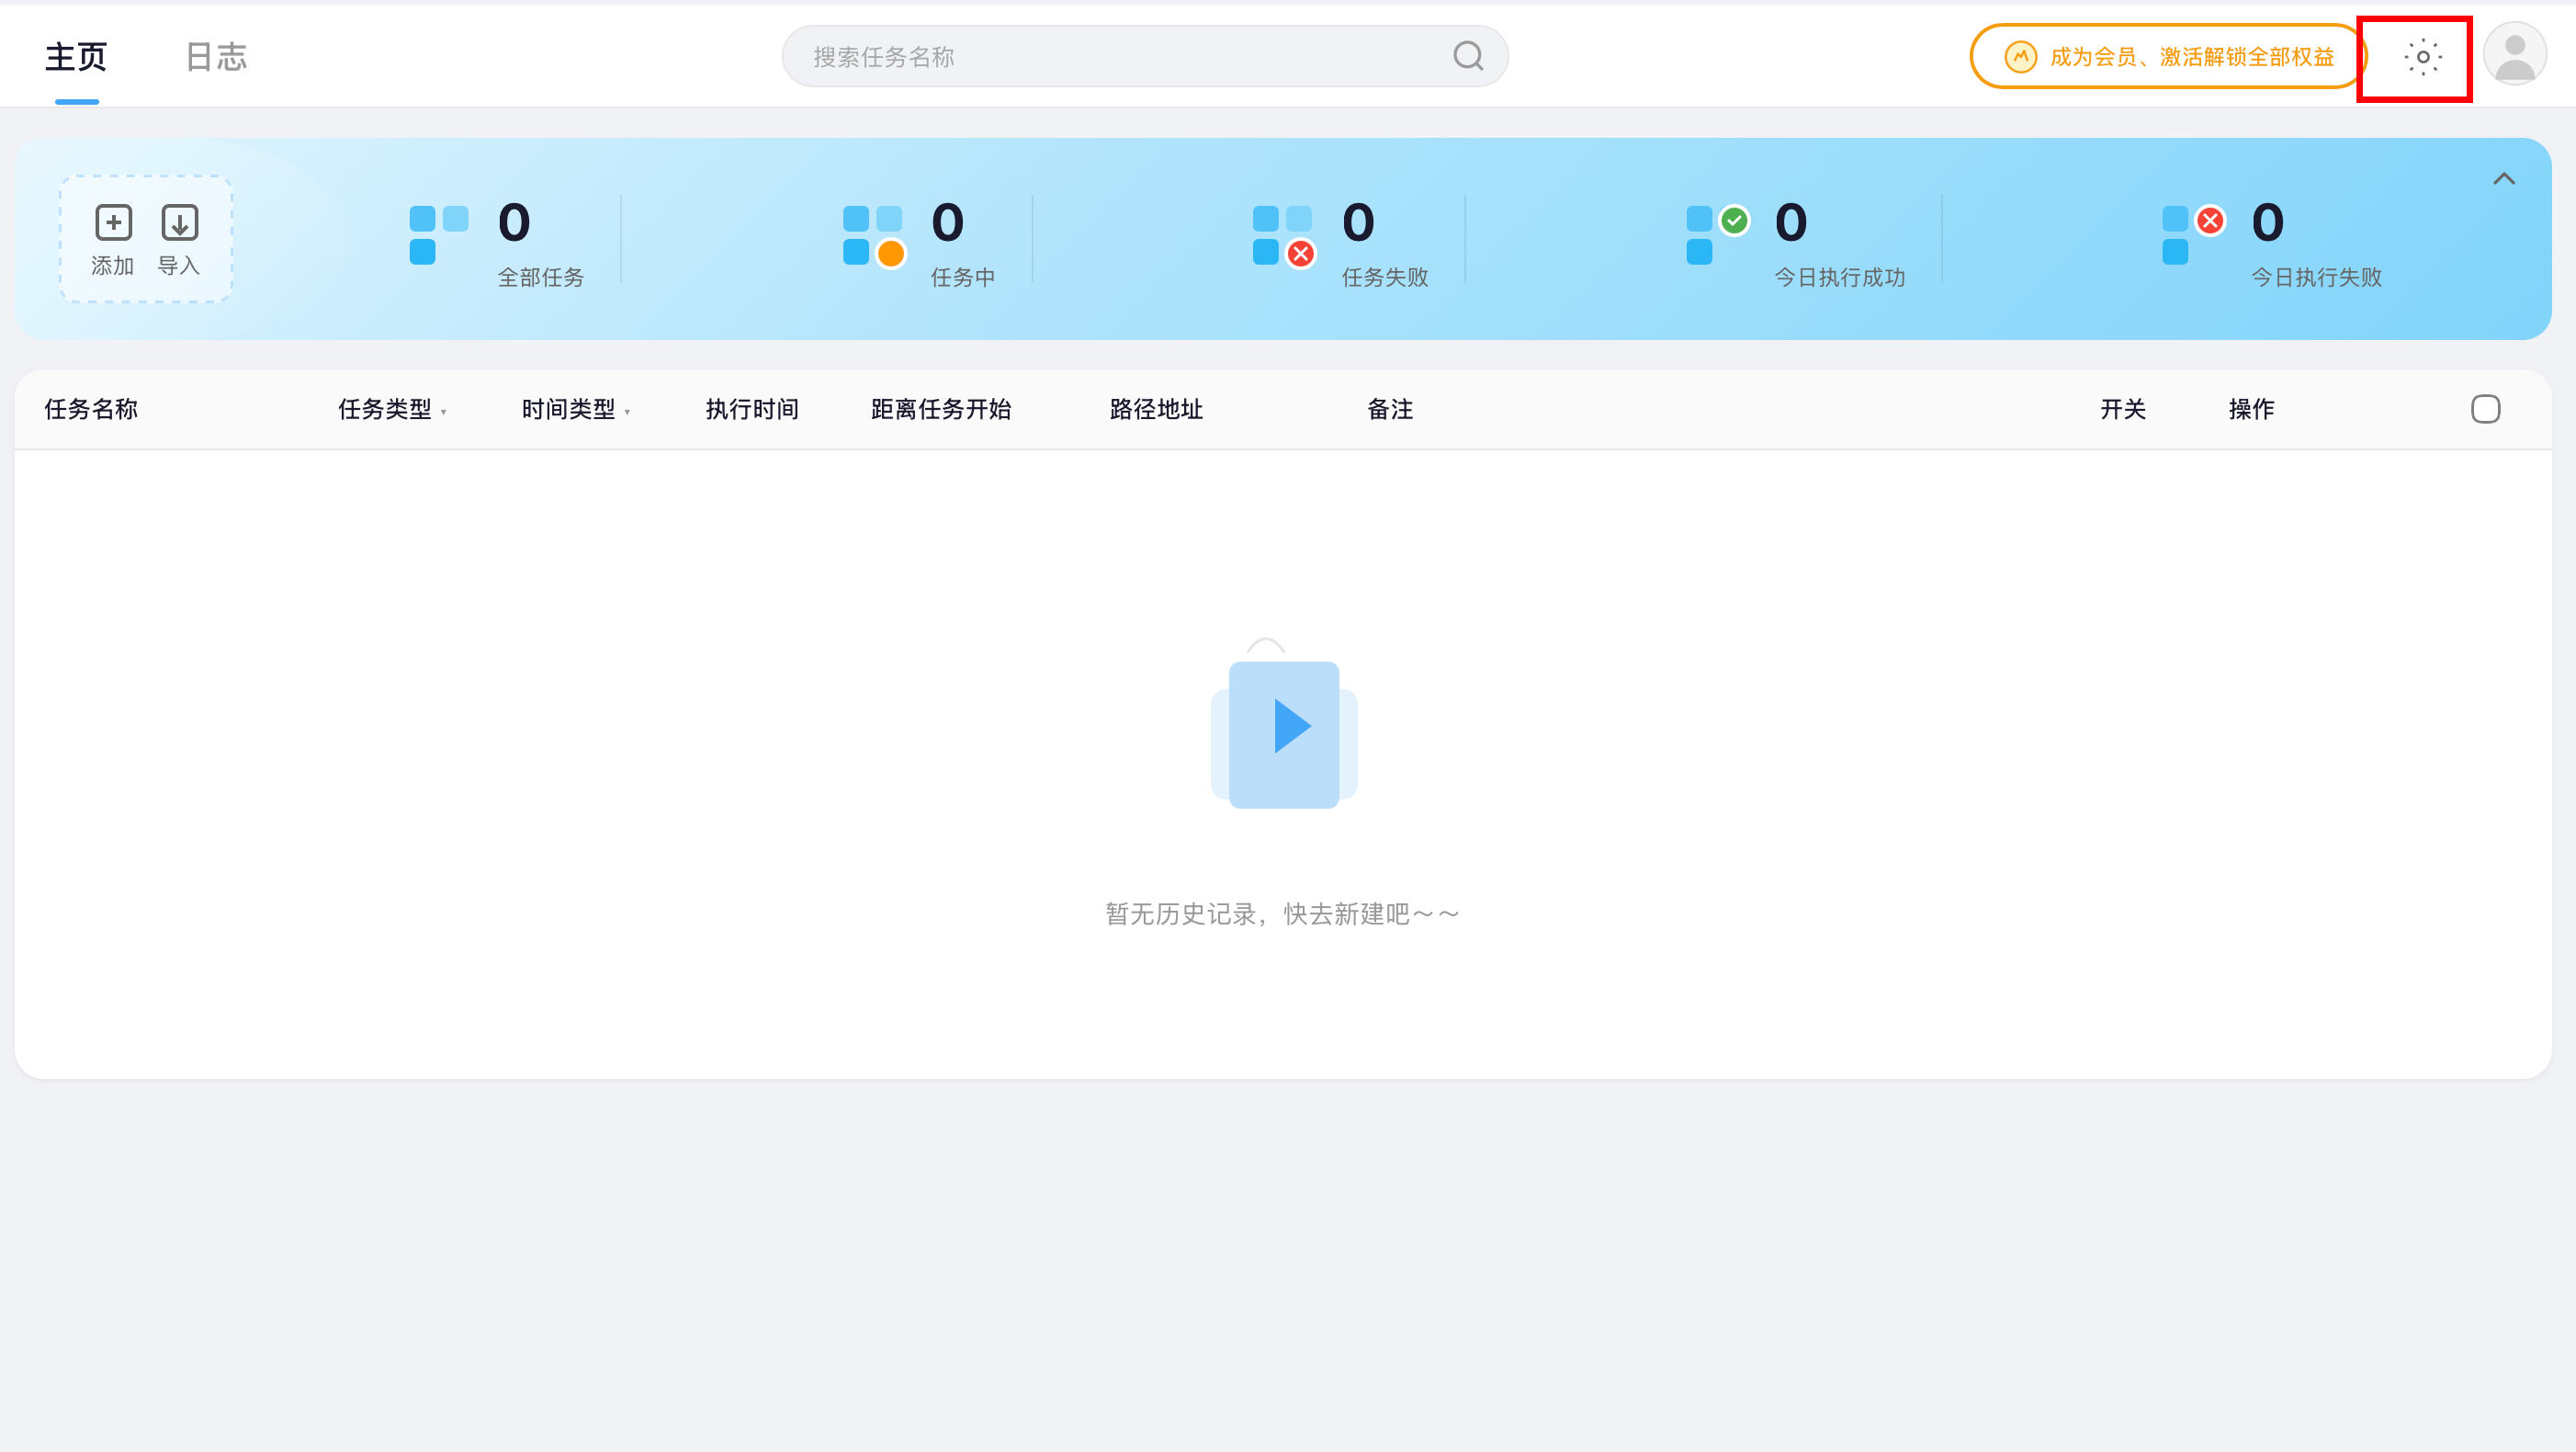 主页 日志 搜索任务名称 成为会员、激活解锁全部权益
添加 导入
0 全部任务
0 任务中
0 任务失败
0 今日执行成功
0 今日执行失败
任务名称 任务类型 时间类型 执行时间 距离任务开始 路径地址 备注 开关 操作
暂无历史记录，快去新建吧～～